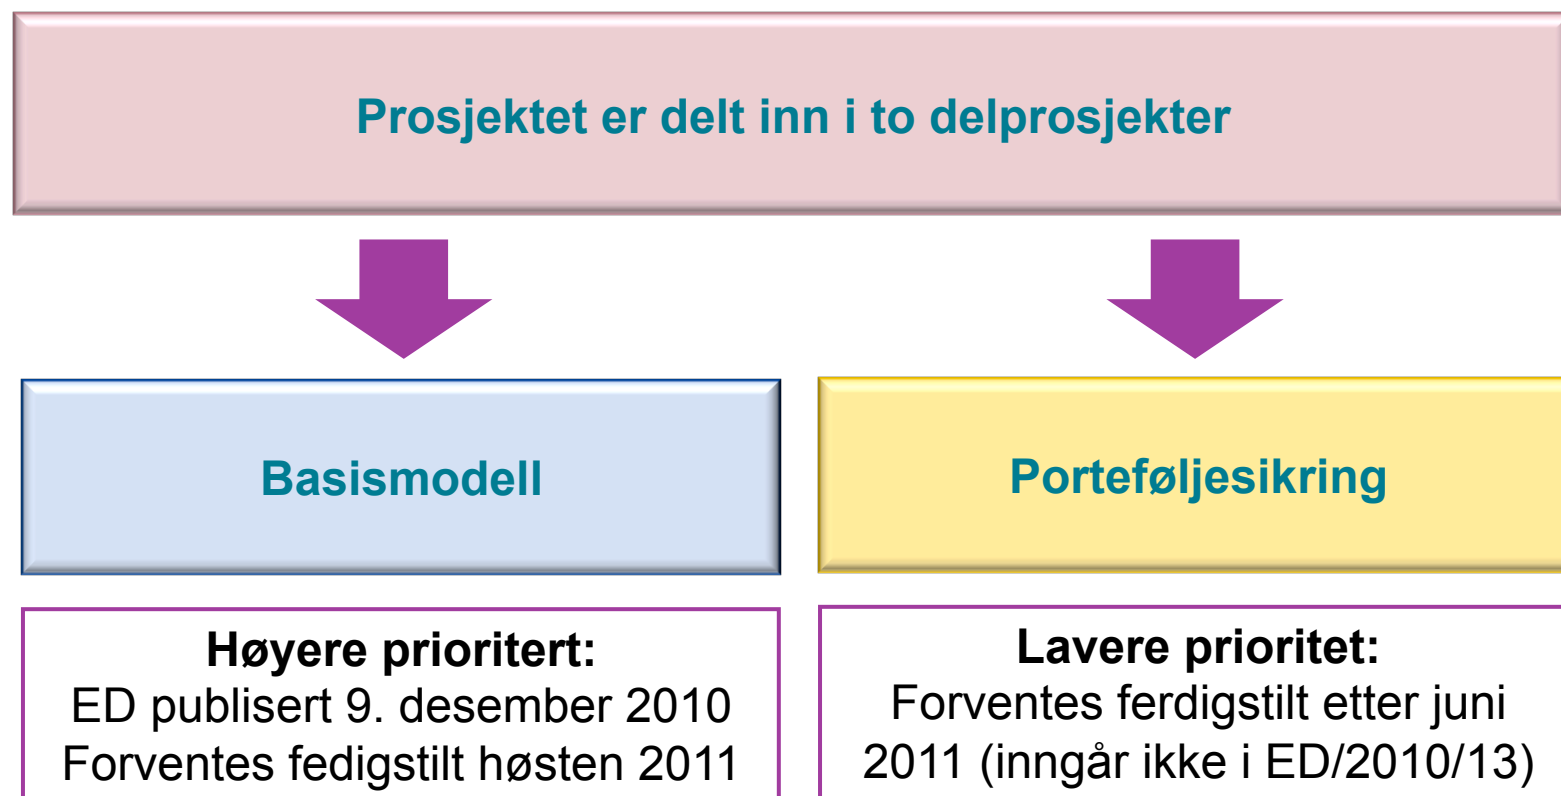 Prosjektet er delt inn i to delprosjekter
Basismodell
Porteføljesikring
Høyere prioritert:
ED publisert 9. desember 2010
Forventes fedigstilt høsten 2011
Lavere prioritet:
Forventes ferdigstilt etter juni
2011 (inngår ikke i ED/2010/13)